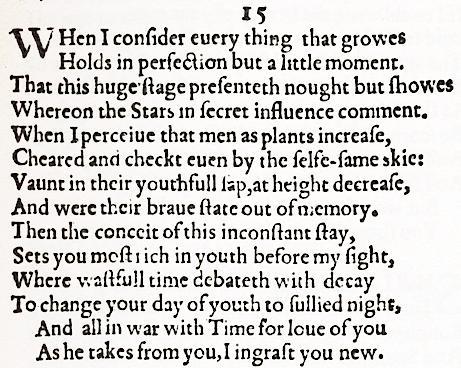 15
WHen I conſider euery thing that growes
Holds in perfection but a little moment.
That this huge ſtage preſenteth nought but ſhowes
Whereon the Stars in ſecret influence comment.
When I perceiue that men as plants increaſe,
Cheared and checkt euen by the ſelfe-ſame skie:
Vaunt in their youthfull ſap,at height decreaſe,
And were their braue ſtate out of memory.
Then the conceit of this inconſtant ſtay,
Sets you moſt rich in youth before my ſight,
Where waſtfull time debateth with decay
To change your day of youth to ſullied night,
And all in war with Time for loue of you
As he takes from you,I ingraft you new.